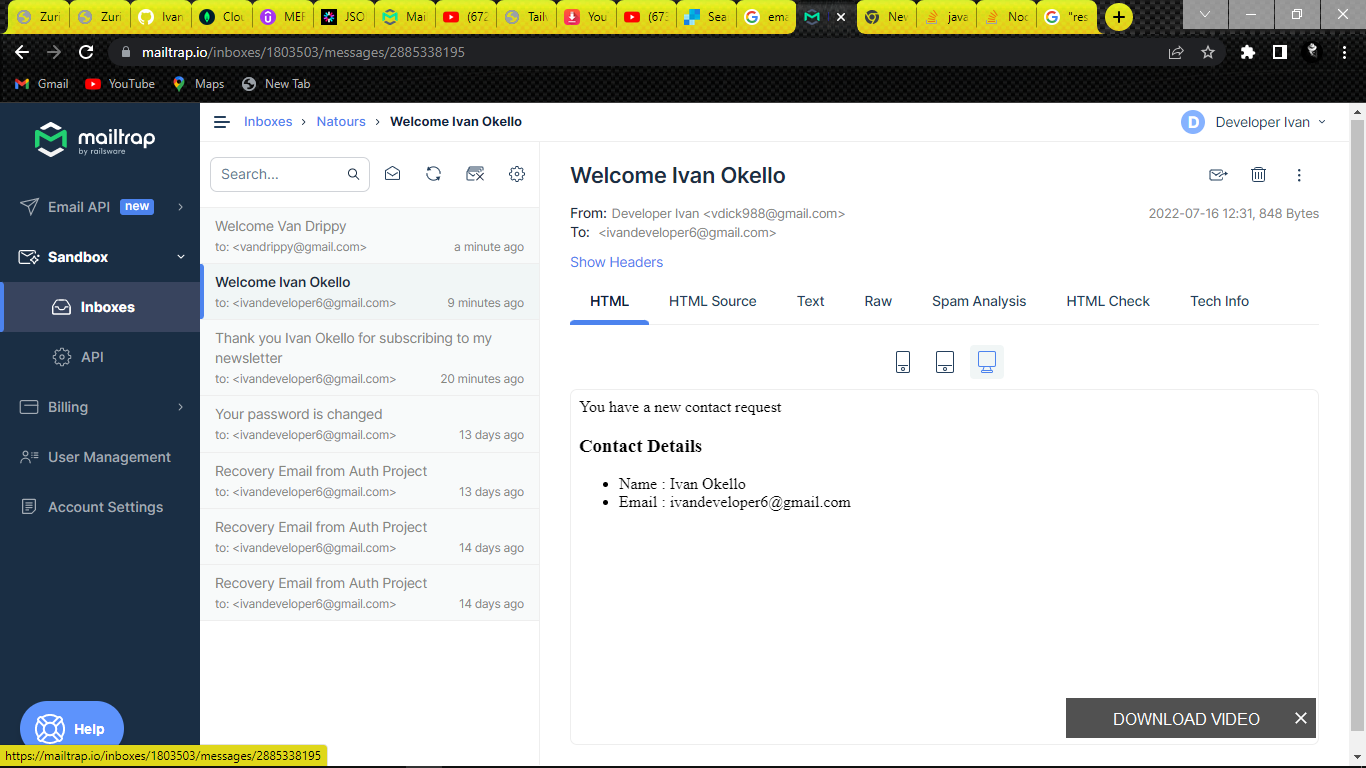 Zuri
Zuri
Ivan
Clou
MER
JSO
Mai
(672
Tail
You
(673
Sea
ema
New
java
Noc
"res
mailtrap.io/inboxes/1803503/messages/2885338195
Gmail
YouTube
Maps
New Tab
mailtrap
by railsware
Inboxes › Natours › Welcome Ivan Okello
D Developer Ivan
Email API new
Sandbox
Inboxes
API
Billing
User Management
Account Settings
Help
Search...
Welcome Van Drippy
to: <vandrippy@gmail.com> a minute ago
Welcome Ivan Okello
to: <ivandeveloper6@gmail.com> 9 minutes ago
Thank you Ivan Okello for subscribing to my
newsletter
to: <ivandeveloper6@gmail.com> 20 minutes ago
Your password is changed
to: <ivandeveloper6@gmail.com> 13 days ago
Recovery Email from Auth Project
to: <ivandeveloper6@gmail.com> 13 days ago
Recovery Email from Auth Project
to: <ivandeveloper6@gmail.com> 14 days ago
Recovery Email from Auth Project
to: <ivandeveloper6@gmail.com> 14 days ago
Welcome Ivan Okello
From: Developer Ivan <vdick988@gmail.com> 2022-07-16 12:31, 848 Bytes
To: <ivandeveloper6@gmail.com>
Show Headers
HTML HTML Source Text Raw Spam Analysis HTML Check Tech Info
You have a new contact request
Contact Details
• Name : Ivan Okello
• Email : ivandeveloper6@gmail.com
DOWNLOAD VIDEO
https://mailtrap.io/inboxes/1803503/messages/2885338195